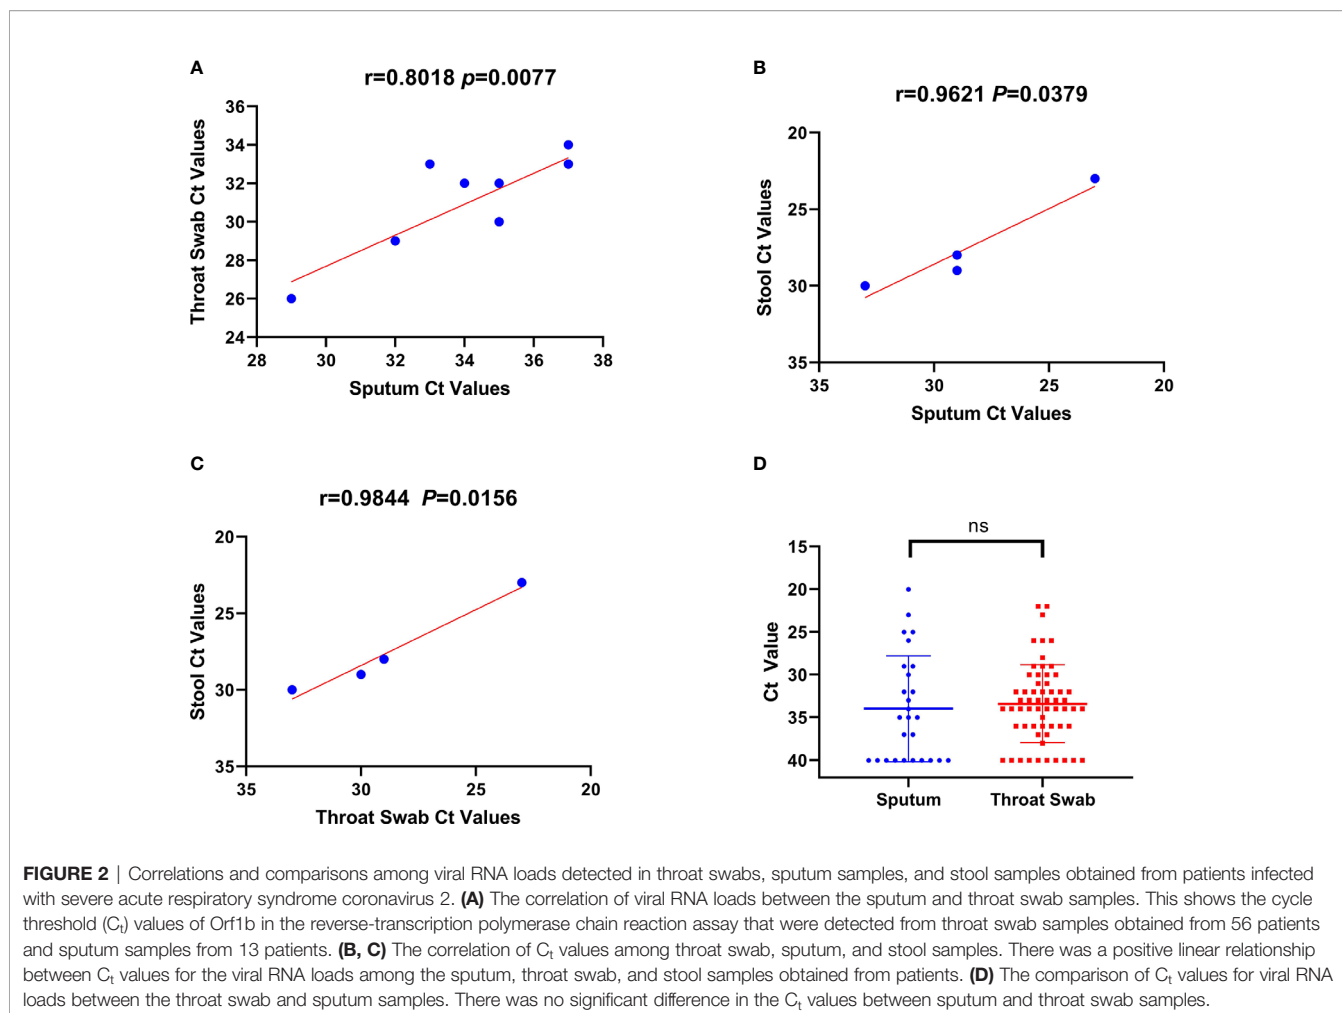 A
r=0.8018 p=0.0077
Throat Swab Ct Values
36
34
32
30
28
26
24
28 30 32 34 36 38
Sputum Ct Values
B
r=0.9621 P=0.0379
Stool Ct Values
20
25
30
35
35 30 25 20
Sputum Ct Values
C
r=0.9844 P=0.0156
Stool Ct Values
20
25
30
35
35 30 25 20
Throat Swab Ct Values
D
ns
Ct Value
15
20
25
30
35
40
Sputum Throat Swab
FIGURE 2 | Correlations and comparisons among viral RNA loads detected in throat swabs, sputum samples, and stool samples obtained from patients infected
with severe acute respiratory syndrome coronavirus 2. (A) The correlation of viral RNA loads between the sputum and throat swab samples. This shows the cycle
threshold (Ct) values of Orf1b in the reverse-transcription polymerase chain reaction assay that were detected from throat swab samples obtained from 56 patients
and sputum samples from 13 patients. (B, C) The correlation of Ct values among throat swab, sputum, and stool samples. There was a positive linear relationship
between Ct values for the viral RNA loads among the sputum, throat swab, and stool samples obtained from patients. (D) The comparison of Ct values for viral RNA
loads between the throat swab and sputum samples. There was no significant difference in the Ct values between sputum and throat swab samples.